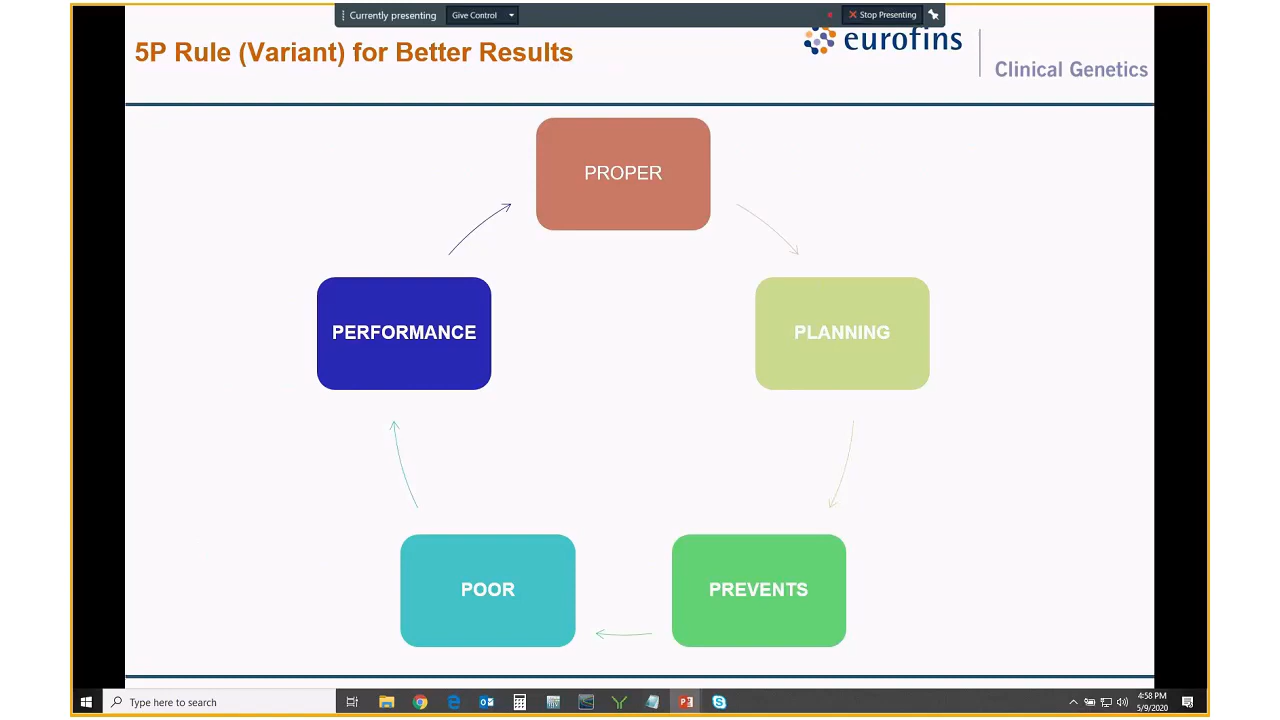 Currently presenting
Give Control
Stop Presenting
5P Rule (Variant) for Better Results
eurofins
Clinical Genetics
PROPER
PLANNING
PREVENTS
POOR
PERFORMANCE
Type here to search
4:58 PM
5/9/2020